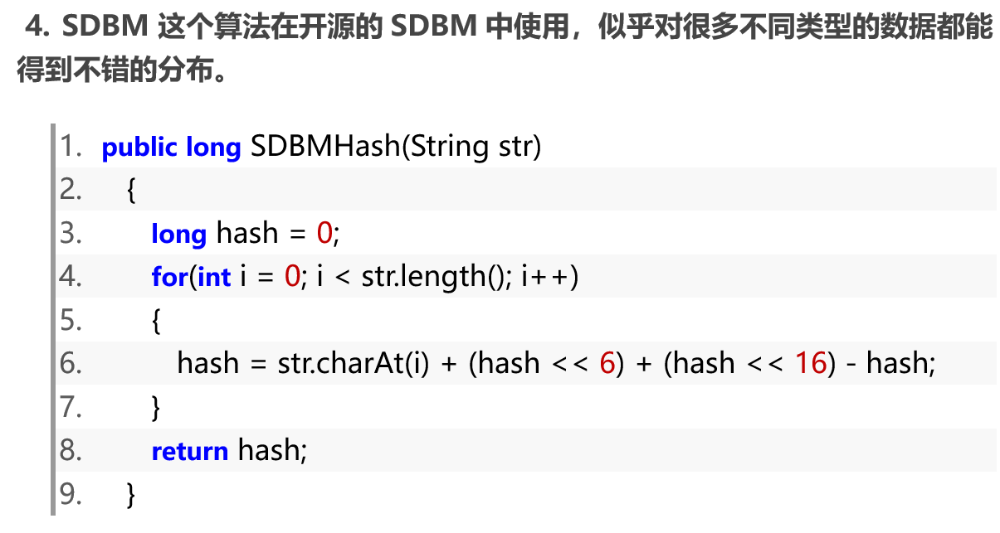 4. SDBM 这个算法在开源的 SDBM 中使用，似乎对很多不同类型的数据都能
得到不错的分布。
1. public long SDBMHash(String str)
2. {
3. long hash = 0;
4. for(int i = 0; i < str.length(); i++)
5. {
6. hash = str.charAt(i) + (hash << 6) + (hash << 16) - hash;
7. }
8. return hash;
9. }